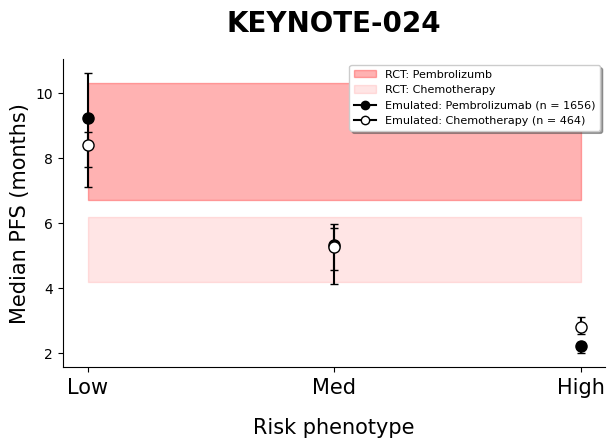 KEYNOTE-024
RCT: Pembrolizumb
RCT: Chemotherapy
Emulated: Pembrolizumab (n = 1656)
Emulated: Chemotherapy (n = 464)
Median PFS (months)
10
8
6
4
2
Low
Med
High
Risk phenotype